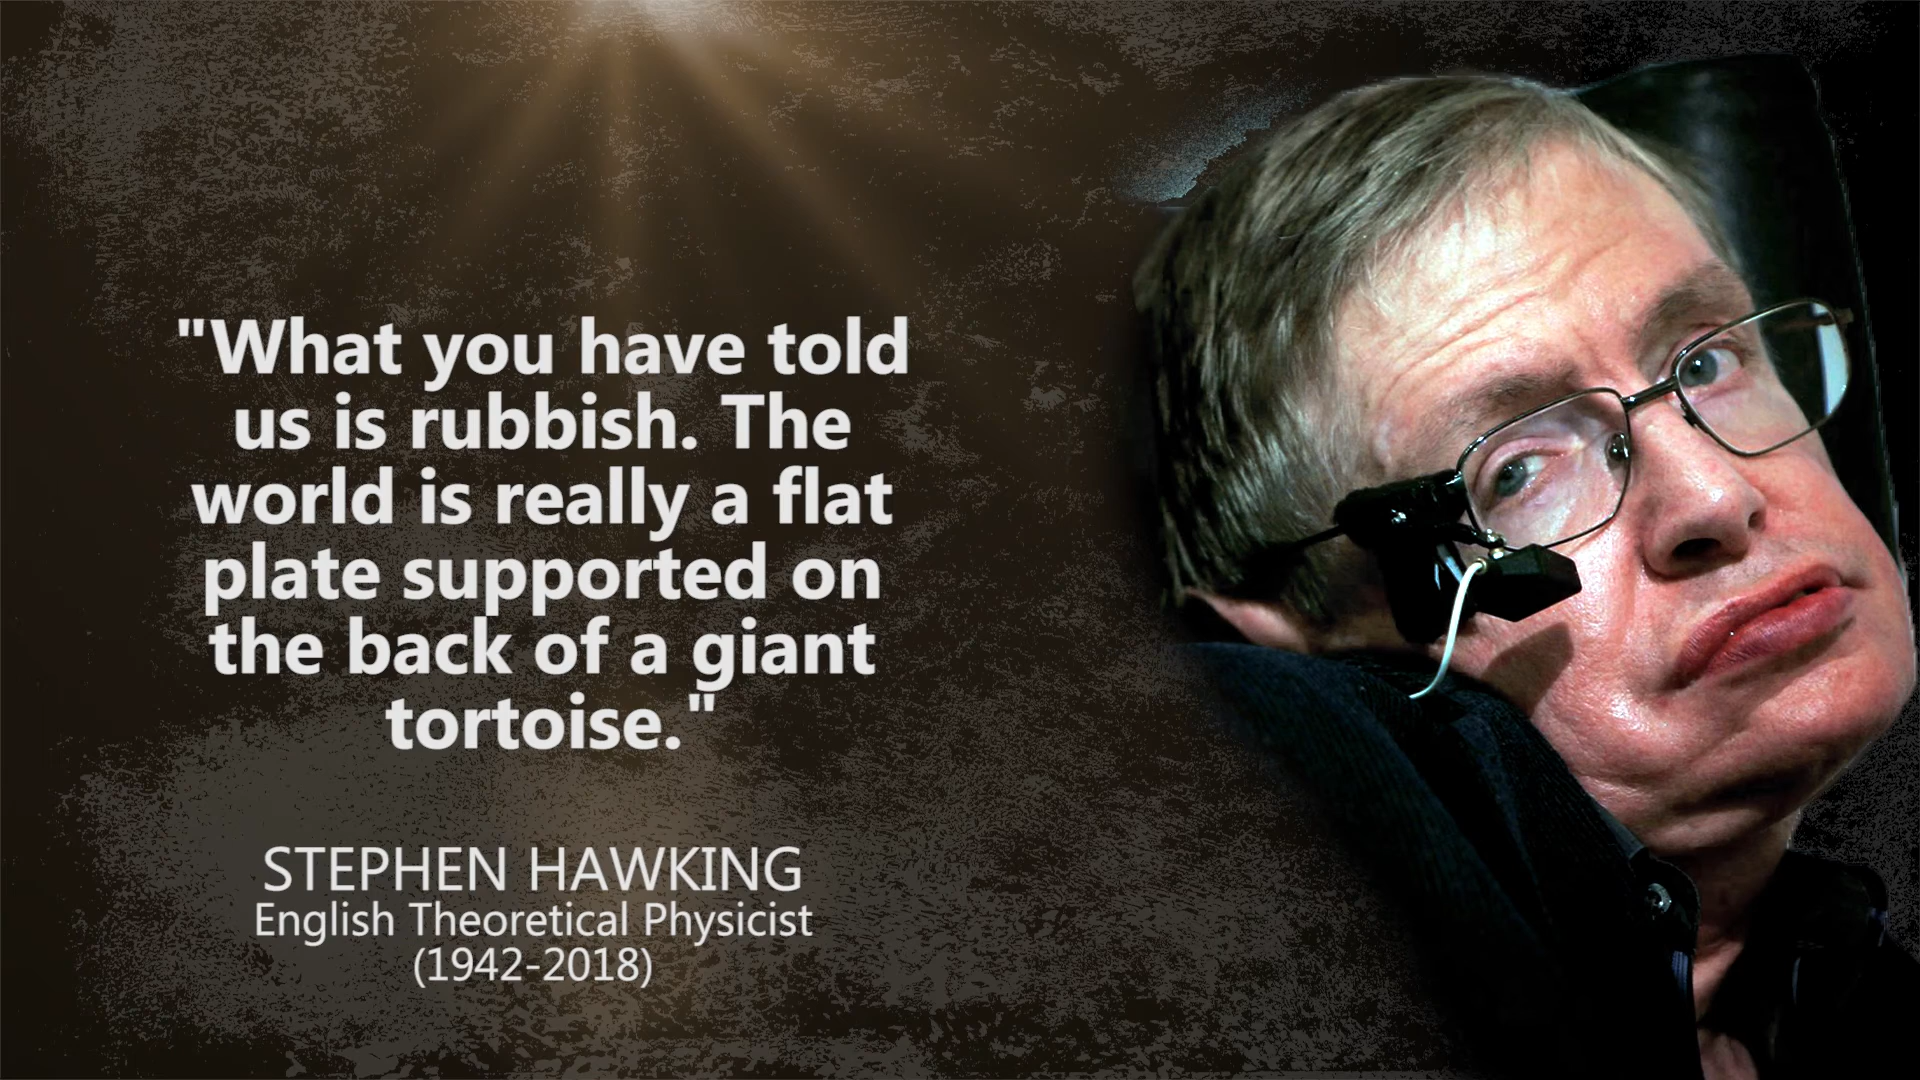 "What you have told
us is rubbish. The
world is really a flat
plate supported on
the back of a giant
tortoise."
STEPHEN HAWKING
English Theoretical Physicist
(1942-2018)